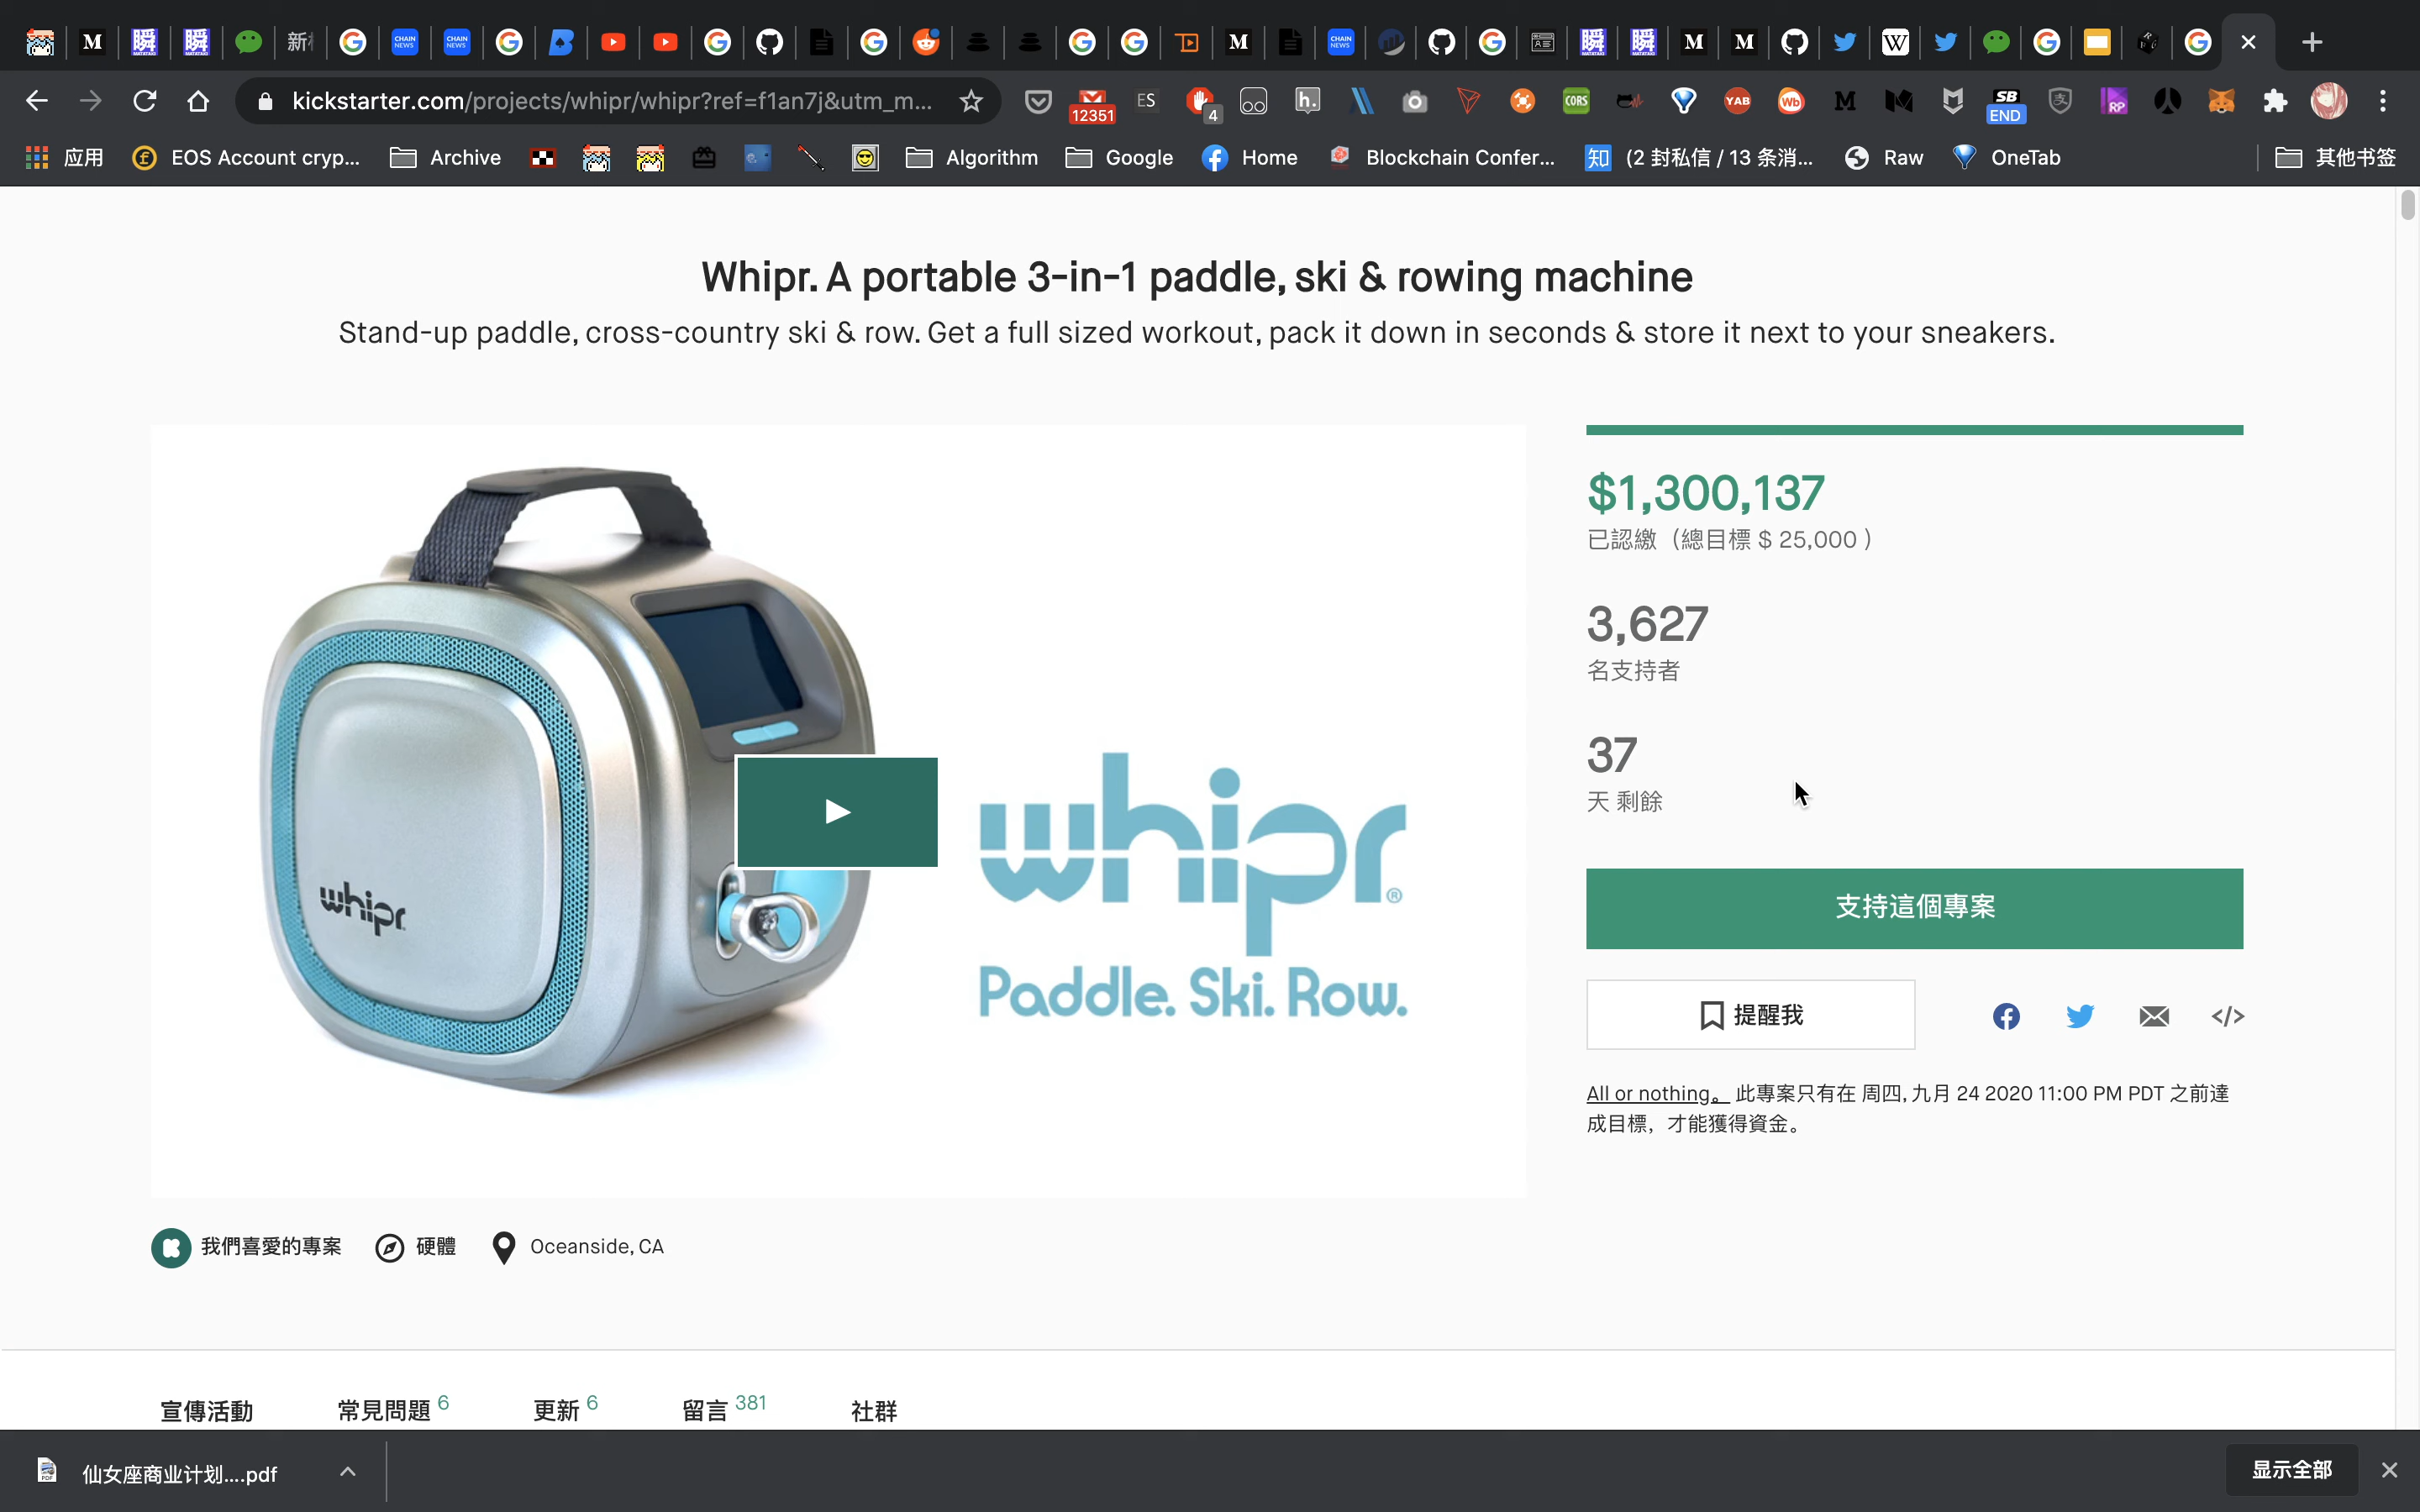 kickstarter.com/projects/whipr/whipr?ref=f1an7j&utm_m...
12351
ES
4
h.
CORS
YAB
Wb
SB
END
RP
应用
EOS Account cryp...
Archive
Algorithm
Google
Home
Blockchain Confer...
知
(2 封私信 / 13 条消...
Raw
OneTab
其他书签
Whipr. A portable 3-in-1 paddle, ski & rowing machine
Stand-up paddle, cross-country ski & row. Get a full sized workout, pack it down in seconds & store it next to your sneakers.
$1,300,137
已認繳（總目標 $ 25,000 ）
3,627
名支持者
37
天 剩餘
whipr
whipr®
Paddle. Ski. Row.
支持這個專案
提醒我
All or nothing。 此專案只有在 周四, 九月 24 2020 11:00 PM PDT 之前達
成目標，才能獲得資金。
我們喜愛的專案
硬體
Oceanside, CA
宣傳活動
常見問題 6
更新 6
留言 381
社群
仙女座商业计划....pdf
显示全部